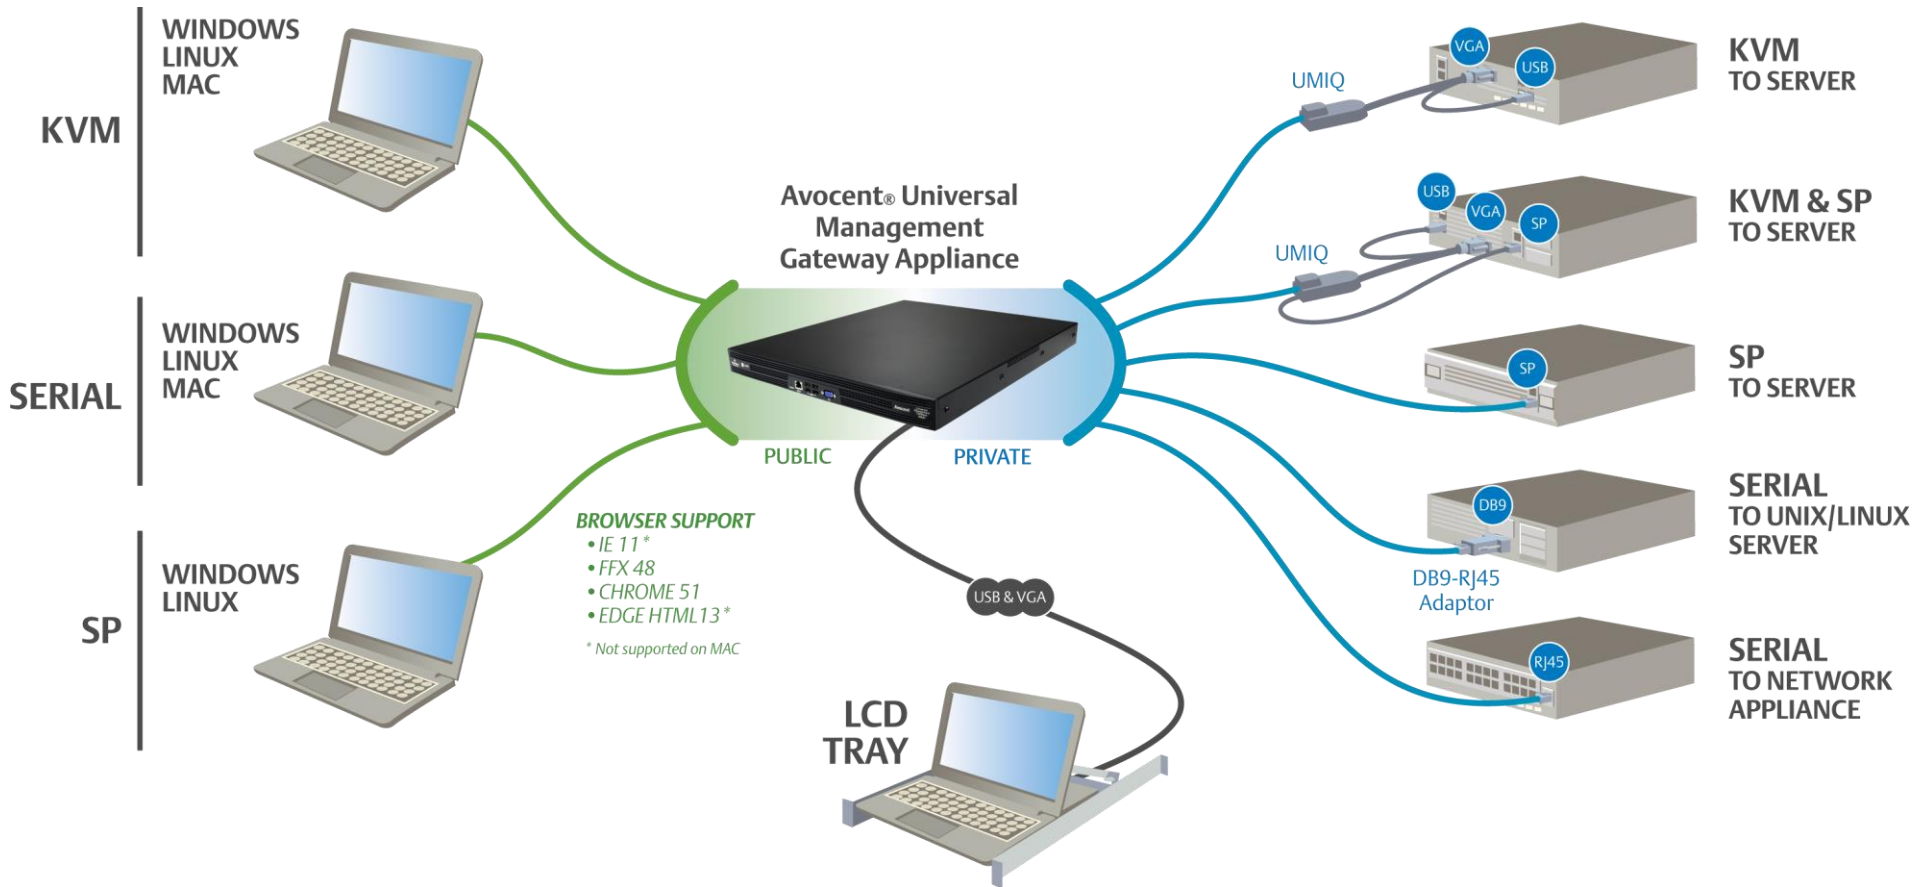 KVM
WINDOWS
LINUX
MAC
SERIAL
WINDOWS
LINUX
MAC
SP
WINDOWS
LINUX
Avocent® Universal
Management
Gateway Appliance
PUBLIC
PRIVATE
BROWSER SUPPORT
• IE 11*
• FFX 48
• CHROME 51
• EDGE HTML13*
* Not supported on MAC
USB & VGA
LCD
TRAY
UMIQ
VGA
USB
KVM
TO SERVER
UMIQ
USB
VGA
SP
KVM & SP
TO SERVER
SP
SP
TO SERVER
DB9
DB9-RJ45
Adaptor
SERIAL
TO UNIX/LINUX
SERVER
RJ45
SERIAL
TO NETWORK
APPLIANCE